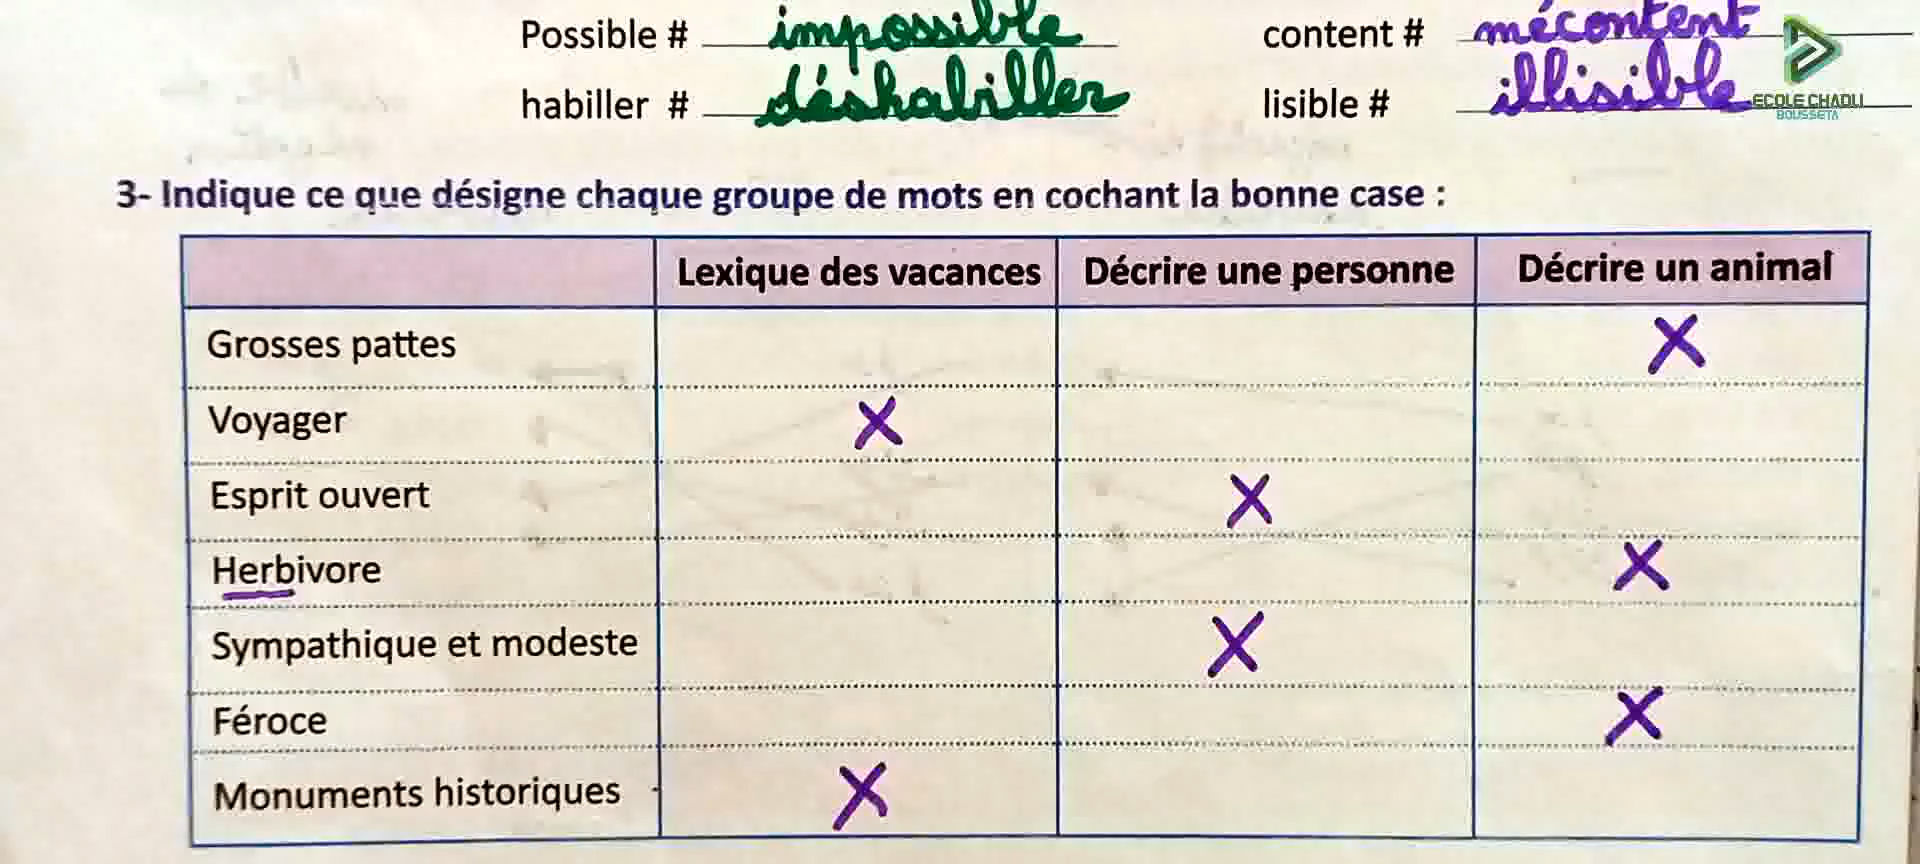 Possible # impossible content # mécontent
habiller # déshabiller lisible # illisible
ECOLE CHADLI
BOUSSETA
3- Indique ce que désigne chaque groupe de mots en cochant la bonne case :
Lexique des vacances Décrire une personne Décrire un animal
Grosses pattes X
Voyager X
Esprit ouvert X
Herbivore X
Sympathique et modeste X
Féroce X
Monuments historiques X